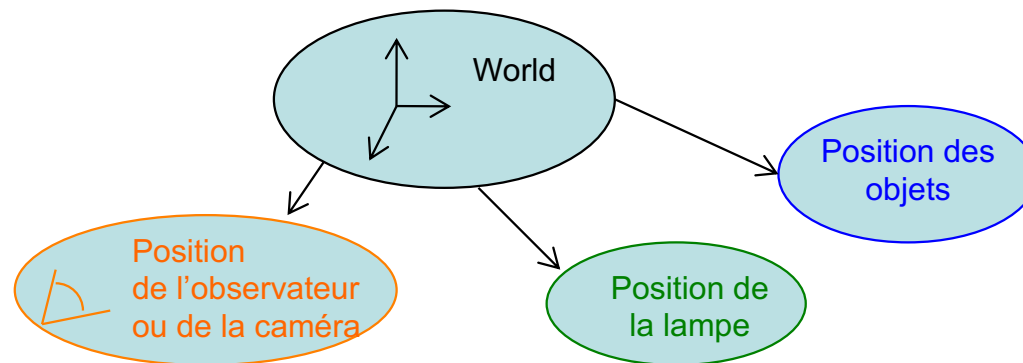 World
Position des
objets
Position
de l’observateur
ou de la caméra
Position de
la lampe